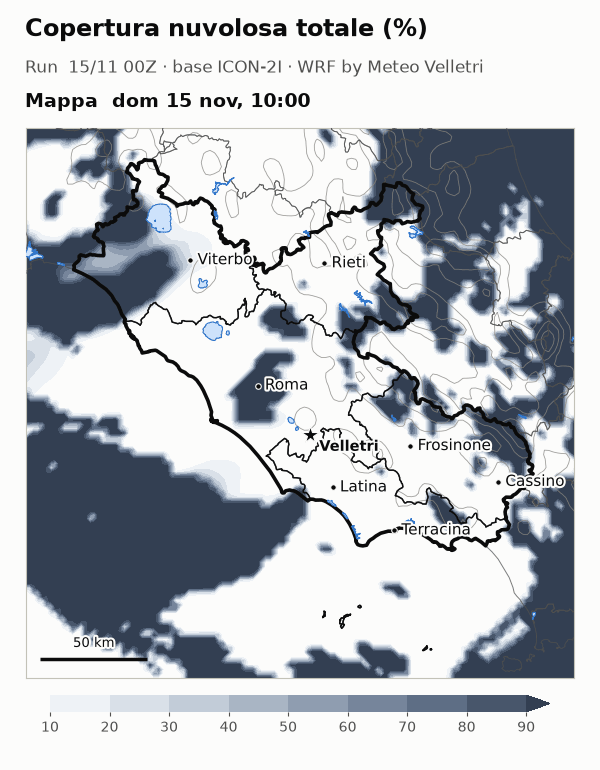 Copertura nuvolosa totale (%)
Run 15/11 00Z · base ICON-2I · WRF by Meteo Velletri
Mappa dom 15 nov, 10:00
Viterbo
Rieti
Roma
Velletri
Frosinone
Latina
Cassino
Terracina
50 km
10 20 30 40 50 60 70 80 90